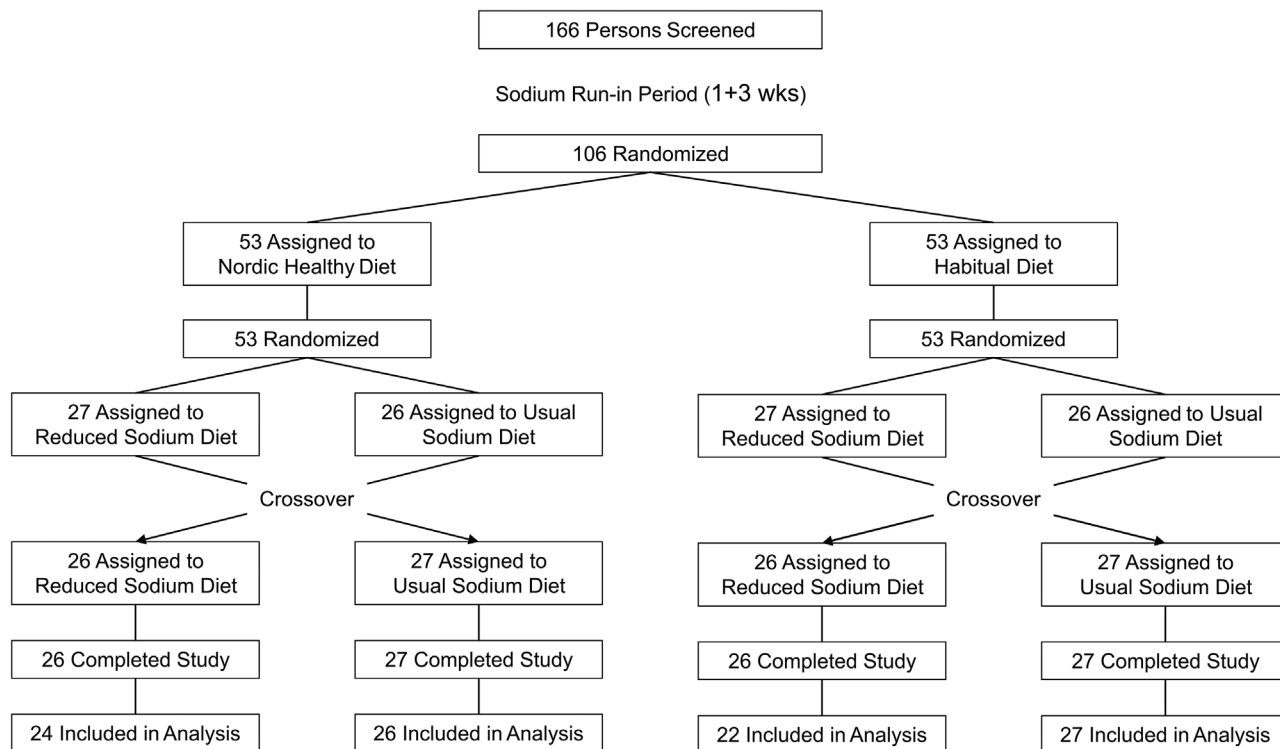 166 Persons Screened
Sodium Run-in Period (1+3 wks)
106 Randomized
53 Assigned to
Nordic Healthy Diet
53 Assigned to
Habitual Diet
53 Randomized
53 Randomized
27 Assigned to
Reduced Sodium Diet
26 Assigned to Usual
Sodium Diet
27 Assigned to
Reduced Sodium Diet
26 Assigned to Usual
Sodium Diet
Crossover
Crossover
26 Assigned to
Reduced Sodium Diet
27 Assigned to
Usual Sodium Diet
26 Assigned to
Reduced Sodium Diet
27 Assigned to
Usual Sodium Diet
26 Completed Study
27 Completed Study
26 Completed Study
27 Completed Study
24 Included in Analysis
26 Included in Analysis
22 Included in Analysis
27 Included in Analysis